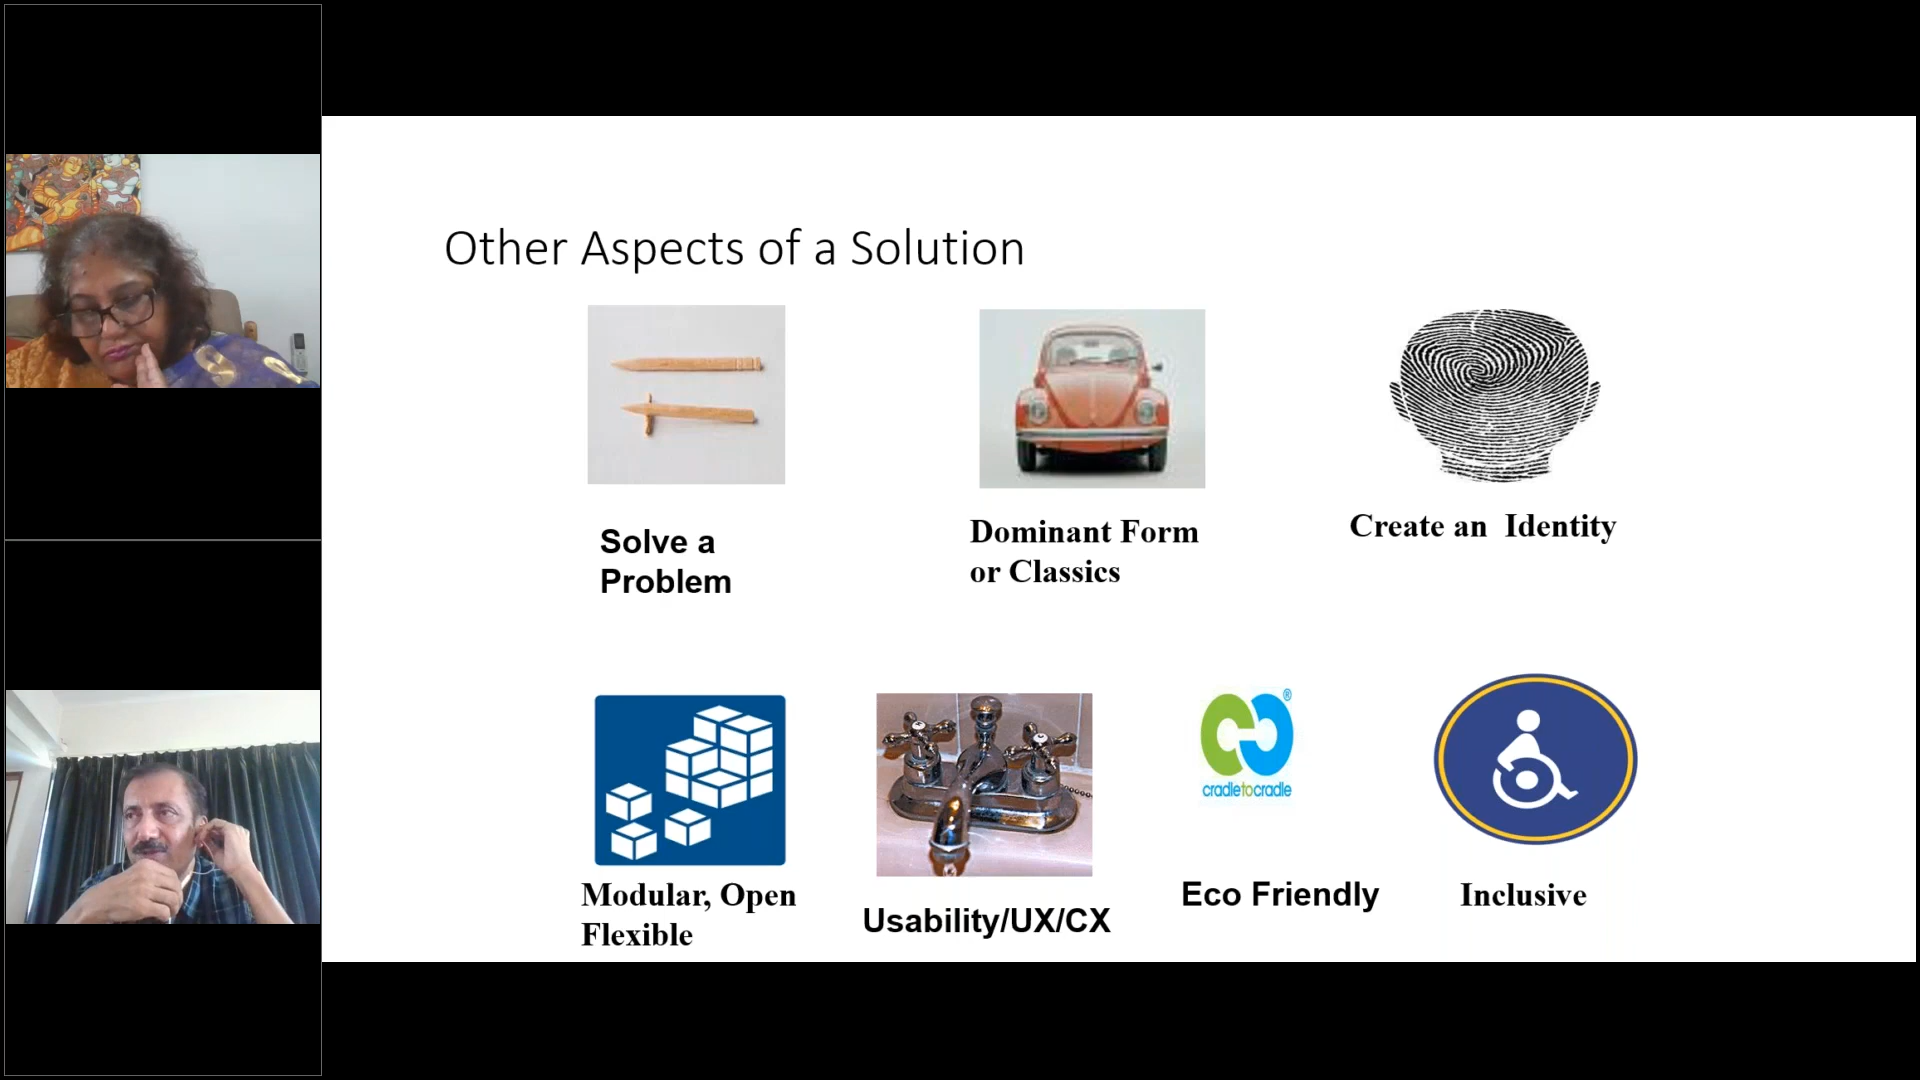 Other Aspects of a Solution
Solve a
Problem
Dominant Form
or Classics
Create an Identity
Modular, Open
Flexible
Usability/UX/CX
®
cradletocradle
Eco Friendly
Inclusive